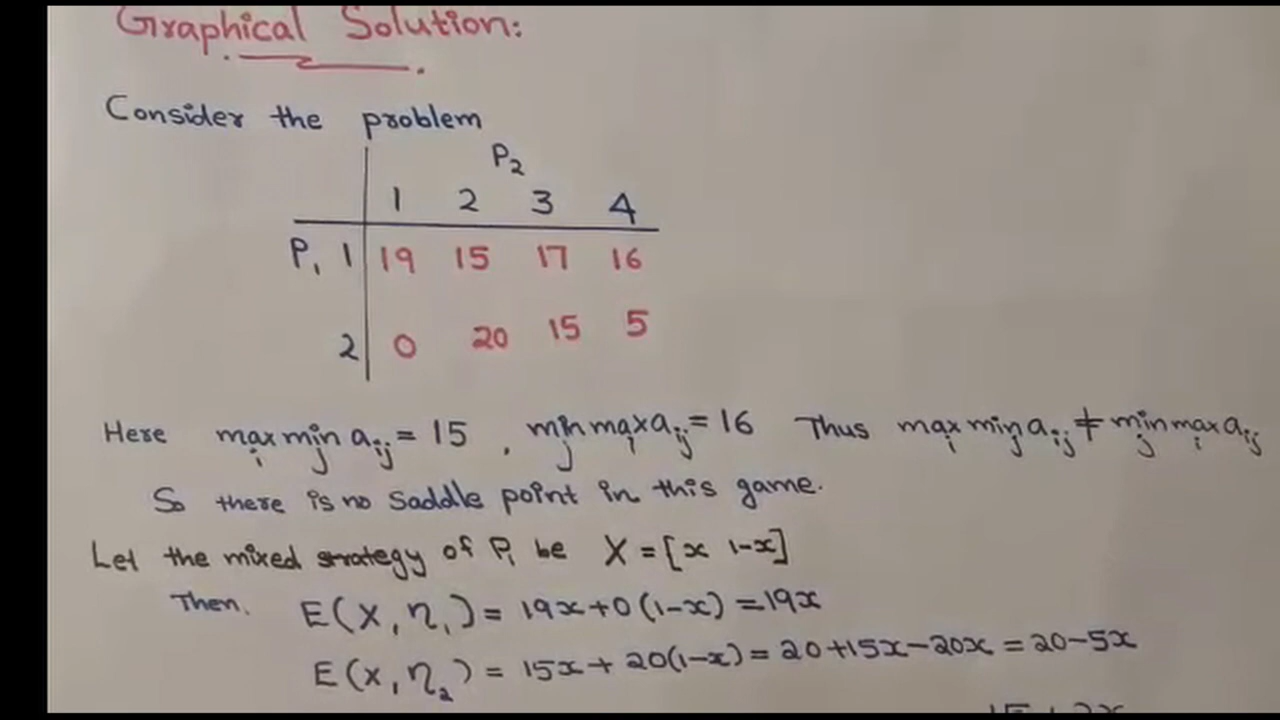 Graphical Solution:
Consider the problem
P₂
1 2 3 4
P₁ 1 19 15 17 16
2 0 20 15 5
Here max min aᵢⱼ = 15 , min max aᵢⱼ = 16 Thus max min aᵢⱼ ≠ min max aᵢⱼ
i j j i i j j i
So there is no saddle point in this game.
Let the mixed strategy of P₁ be X = [x 1-x]
Then. E(X, η₁) = 19x + 0(1-x) = 19x
E(X, η₂) = 15x + 20(1-x) = 20+15x-20x = 20-5x